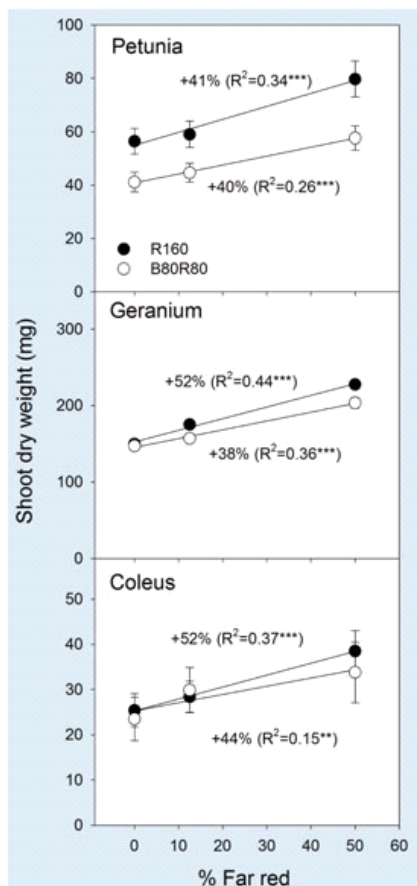 100
Petunia
+41% (R²=0.34***)
80
60
40
+40% (R²=0.26***)
20
R160
B80R80
0
Shoot dry weight (mg)
Geranium
300
+52% (R²=0.44***)
200
+38% (R²=0.36***)
100
0
Coleus
50
+52% (R²=0.37***)
40
30
20
+44% (R²=0.15**)
10
0
0 10 20 30 40 50 60
% Far red